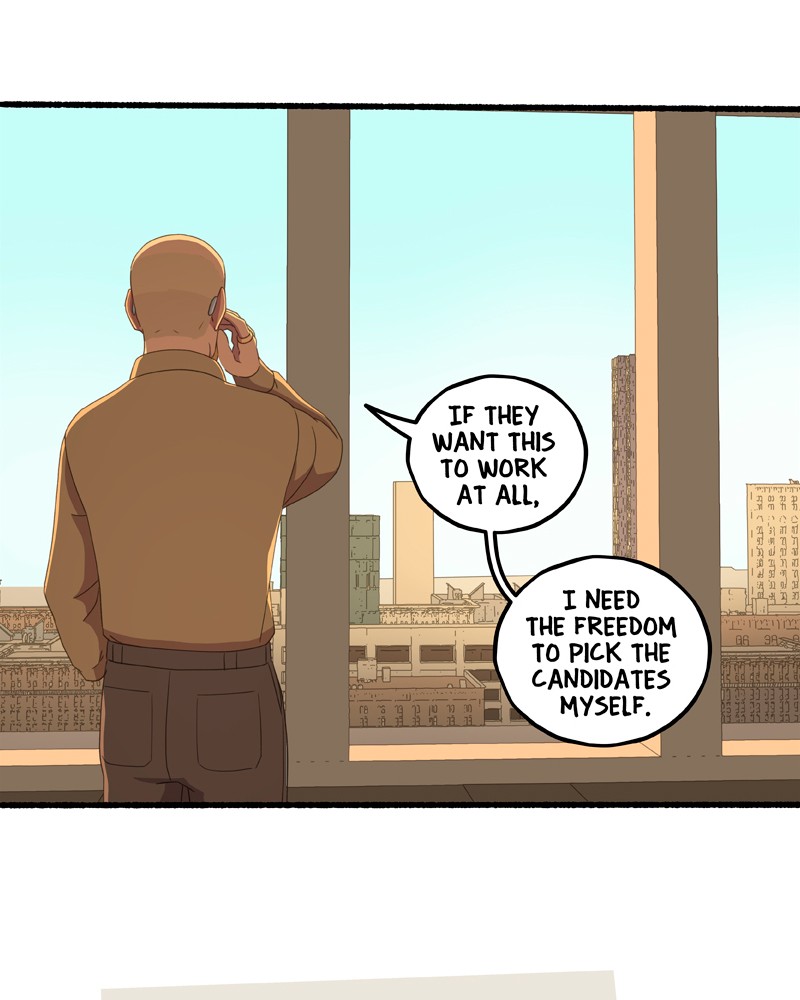 IF THEY
WANT THIS
TO WORK
AT ALL,
I NEED
THE FREEDOM
TO PICK THE
CANDIDATES
MYSELF.